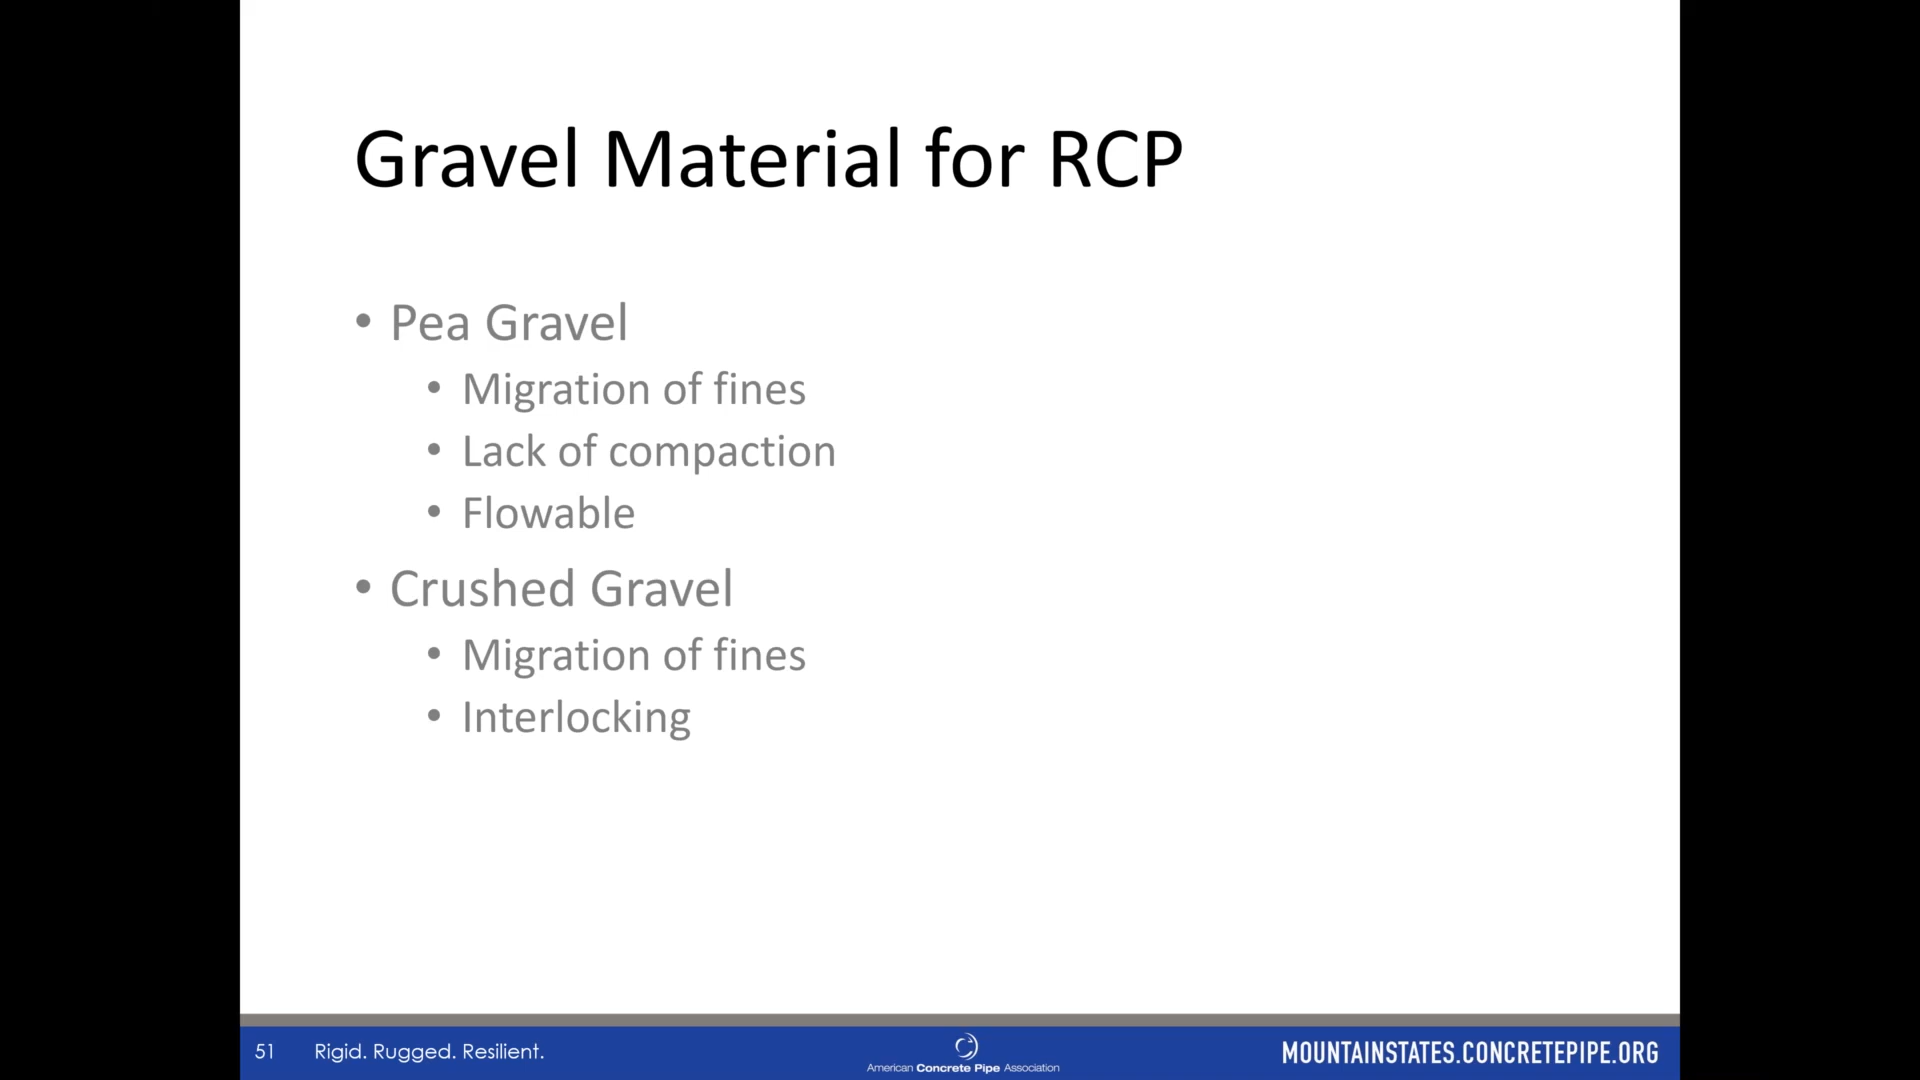 Gravel Material for RCP
• Pea Gravel
• Migration of fines
• Lack of compaction
• Flowable
• Crushed Gravel
• Migration of fines
• Interlocking
51 Rigid. Rugged. Resilient.
American Concrete Pipe Association
MOUNTAINSTATES.CONCRETEPIPE.ORG